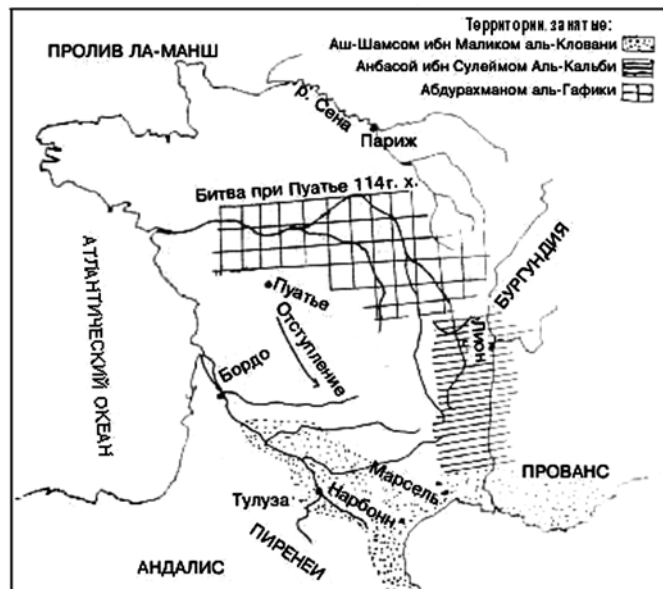 Территории, занятые:
Аш-Шамсом ибн Маликом аль-Кловани
Анбасой ибн Сулеймом Аль-Кальби
Абдурахманом аль-Гафики
ПРОЛИВ ЛА-МАНШ
р. Сена
Париж
Битва при Пуатье 114г. х.
АТЛАНТИЧЕСКИЙ ОКЕАН
БУРГУНДИЯ
Пуатье
Отступление
Лион
Бордо
ПРОВАНС
Марсель
Нарбонн
Тулуза
ПИРЕНЕИ
АНДАЛИС